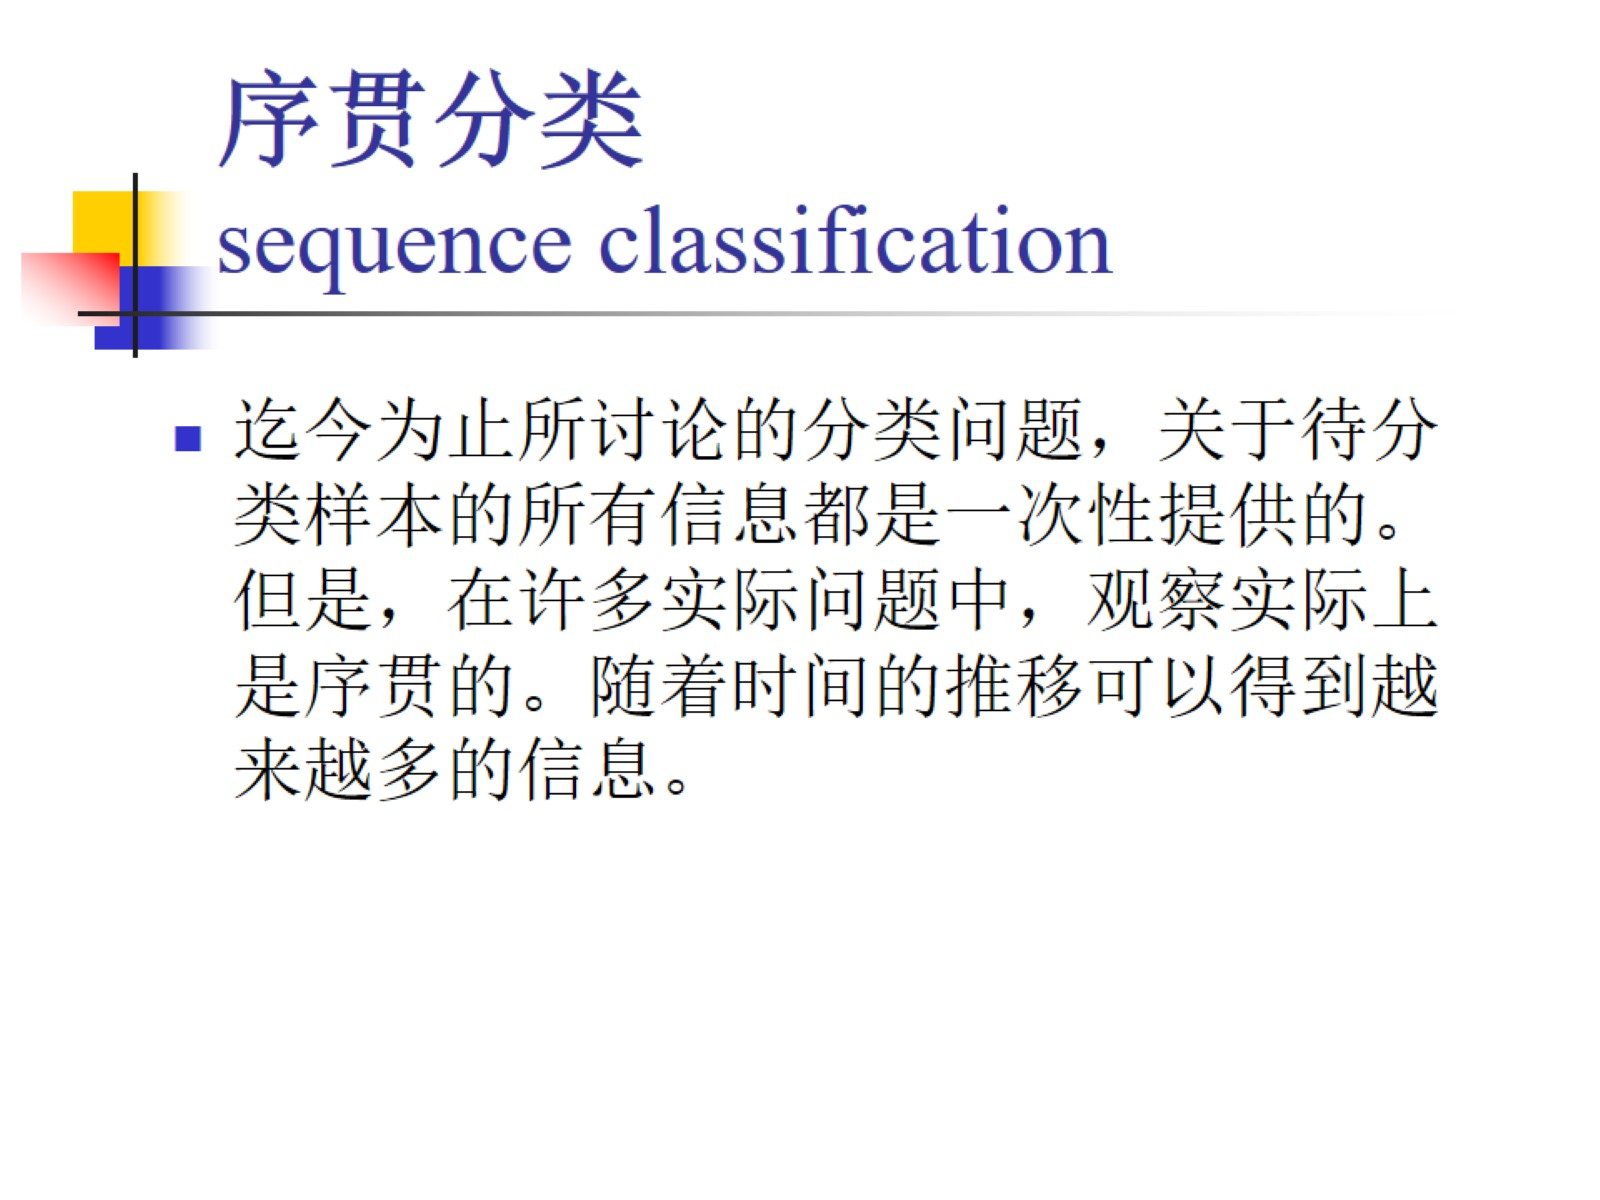 序贯分类
sequence classification
迄今为止所讨论的分类问题，关于待分
类样本的所有信息都是一次性提供的。
但是，在许多实际问题中，观察实际上
是序贯的。随着时间的推移可以得到越
来越多的信息。